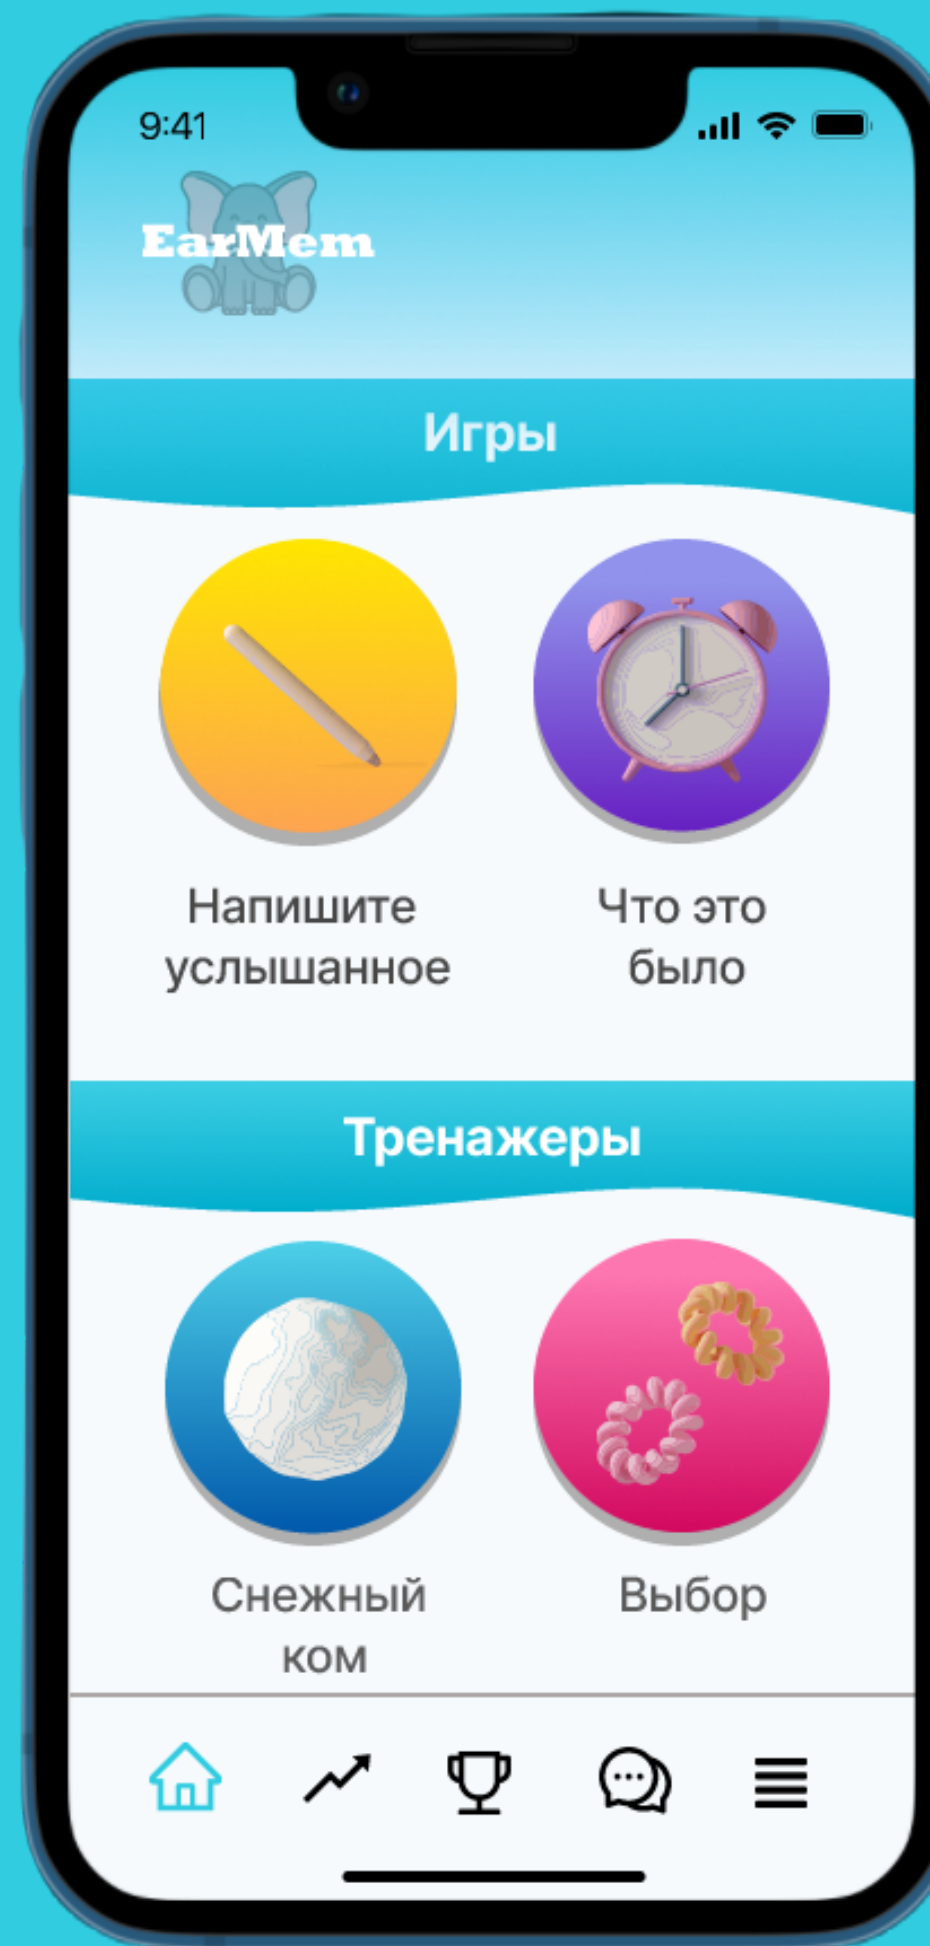 9:41
EarMem
Игры
Напишите
услышанное
Что это
было
Тренажеры
Снежный
ком
Выбор